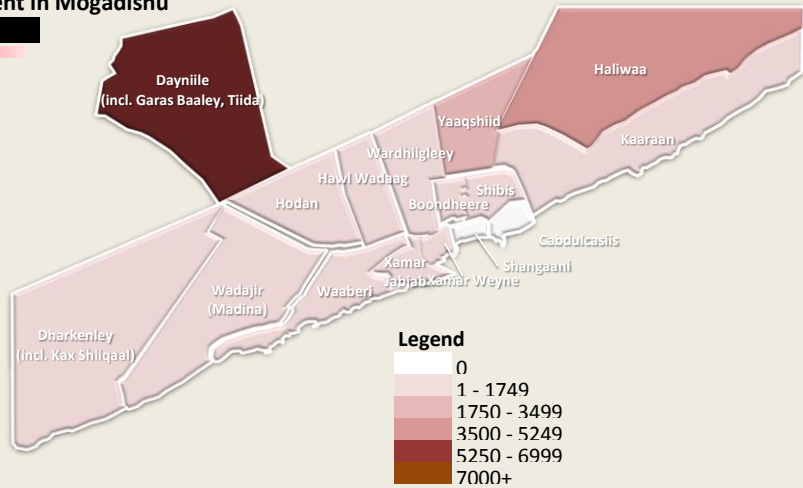 ent in Mogadishu
Dayniile
(incl. Garas Baaley, Tiida)
Haliwaa
Yaaqshiid
Kaaraan
Wardhiigleey
Hawl Wadaag
Shibis
Hodan
Boondheere
Cabdulcasiis
Shangaani
Xamar
Jabjab
Xamar Weyne
Wadajir
(Madina)
Waaberi
Dharkenley
(incl. Kax Shiiqaal)
Legend
0
1 - 1749
1750 - 3499
3500 - 5249
5250 - 6999
7000+